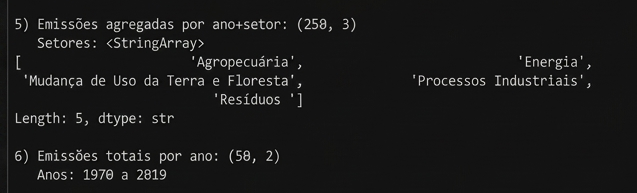 5) Emissões agregadas por ano+setor: (250, 3)
Setores: <StringArray>
[ 'Agropecuária', 'Energia',
'Mudança de Uso da Terra e Floresta', 'Processos Industriais',
'Resíduos ']
Length: 5, dtype: str
6) Emissões totais por ano: (50, 2)
Anos: 1970 a 2019